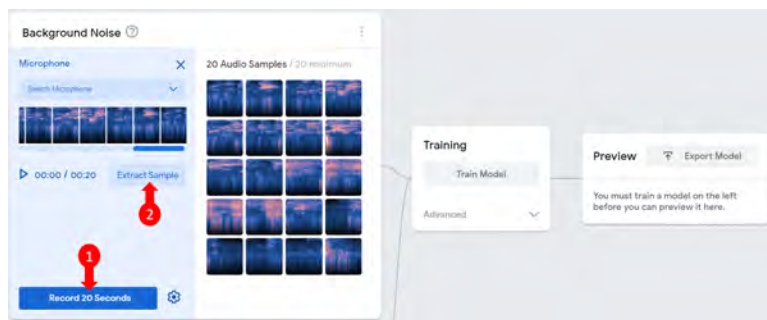 Background Noise
Microphone
Switch Microphone
00:00 / 00:20
Extract Sample
2
1
Record 20 Seconds
20 Audio Samples / 20 minimum
Training
Train Model
Advanced
Preview
Export Model
You must train a model on the left
before you can preview it here.